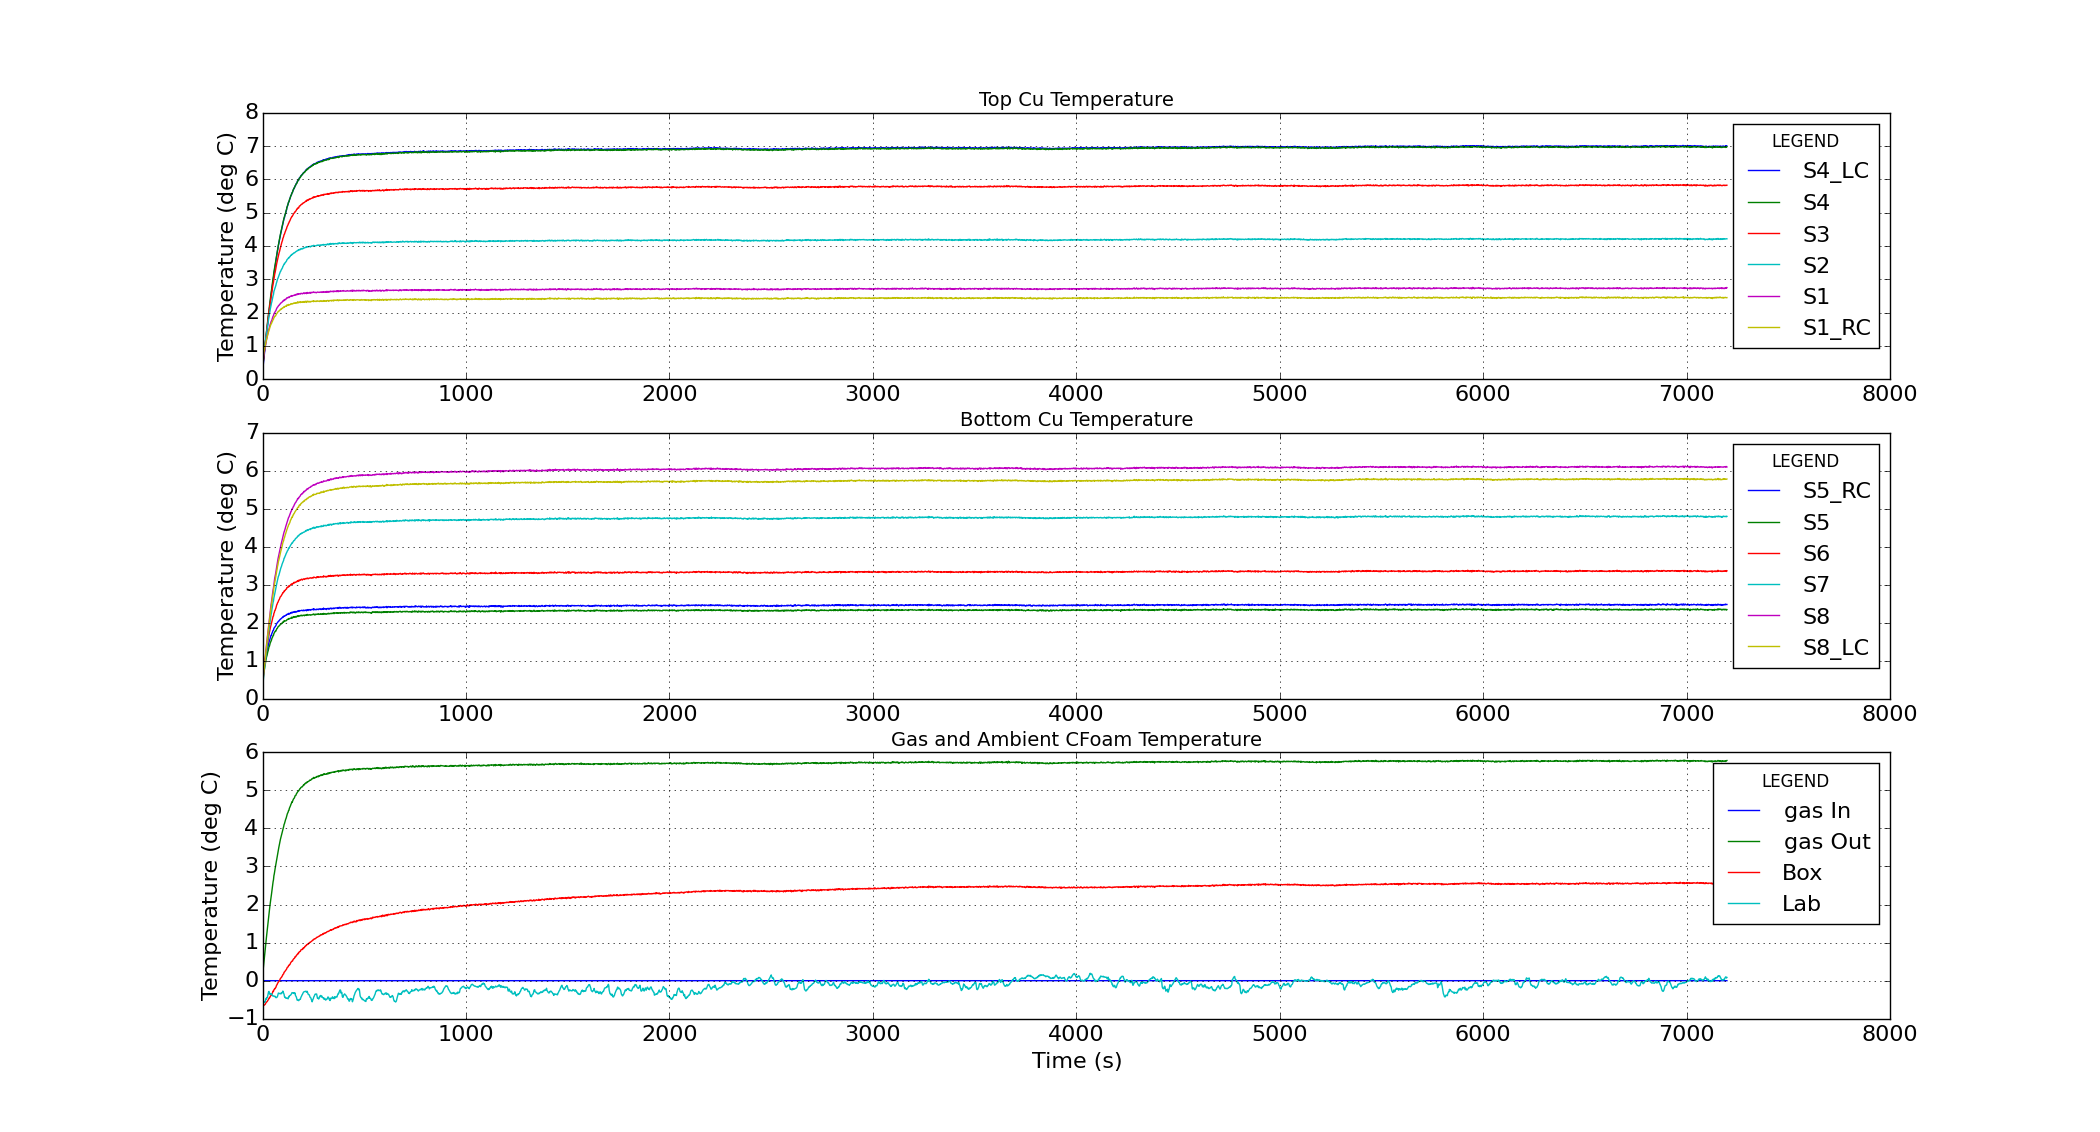 Top Cu Temperature
Temperature (deg C)
8
7
6
5
4
3
2
1
0
0 1000 2000 3000 4000 5000 6000 7000 8000
LEGEND
S4_LC
S4
S3
S2
S1
S1_RC
Bottom Cu Temperature
Temperature (deg C)
7
6
5
4
3
2
1
0
0 1000 2000 3000 4000 5000 6000 7000 8000
LEGEND
S5_RC
S5
S6
S7
S8
S8_LC
Gas and Ambient CFoam Temperature
Temperature (deg C)
6
5
4
3
2
1
0
−1
0 1000 2000 3000 4000 5000 6000 7000 8000
LEGEND
gas In
gas Out
Box
Lab
Time (s)